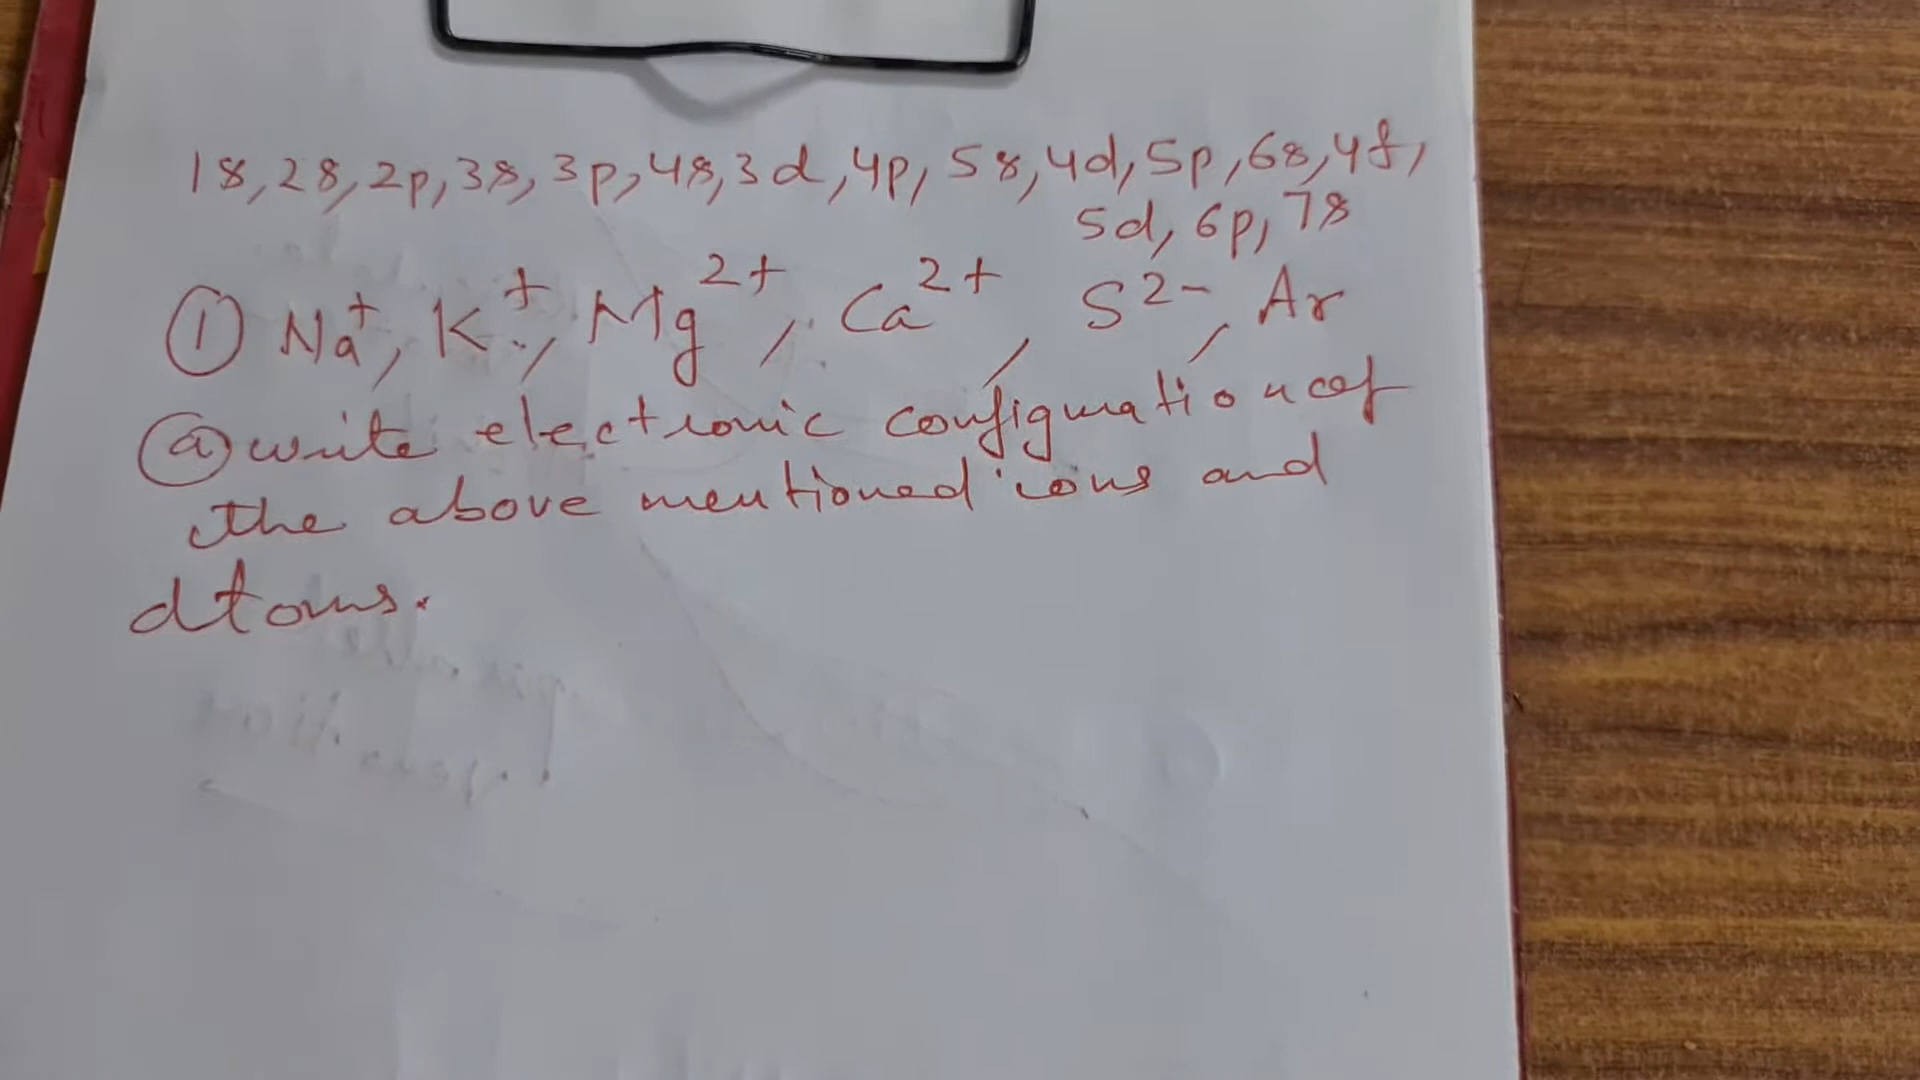 1s, 2s, 2p, 3s, 3p, 4s, 3d, 4p, 5s, 4d, 5p, 6s, 4f,
5d, 6p, 7s
① Na⁺, K⁺, Mg²⁺, Ca²⁺, S²⁻, Ar
ⓐ write electronic configuration of
the above mentioned ions and
atoms.